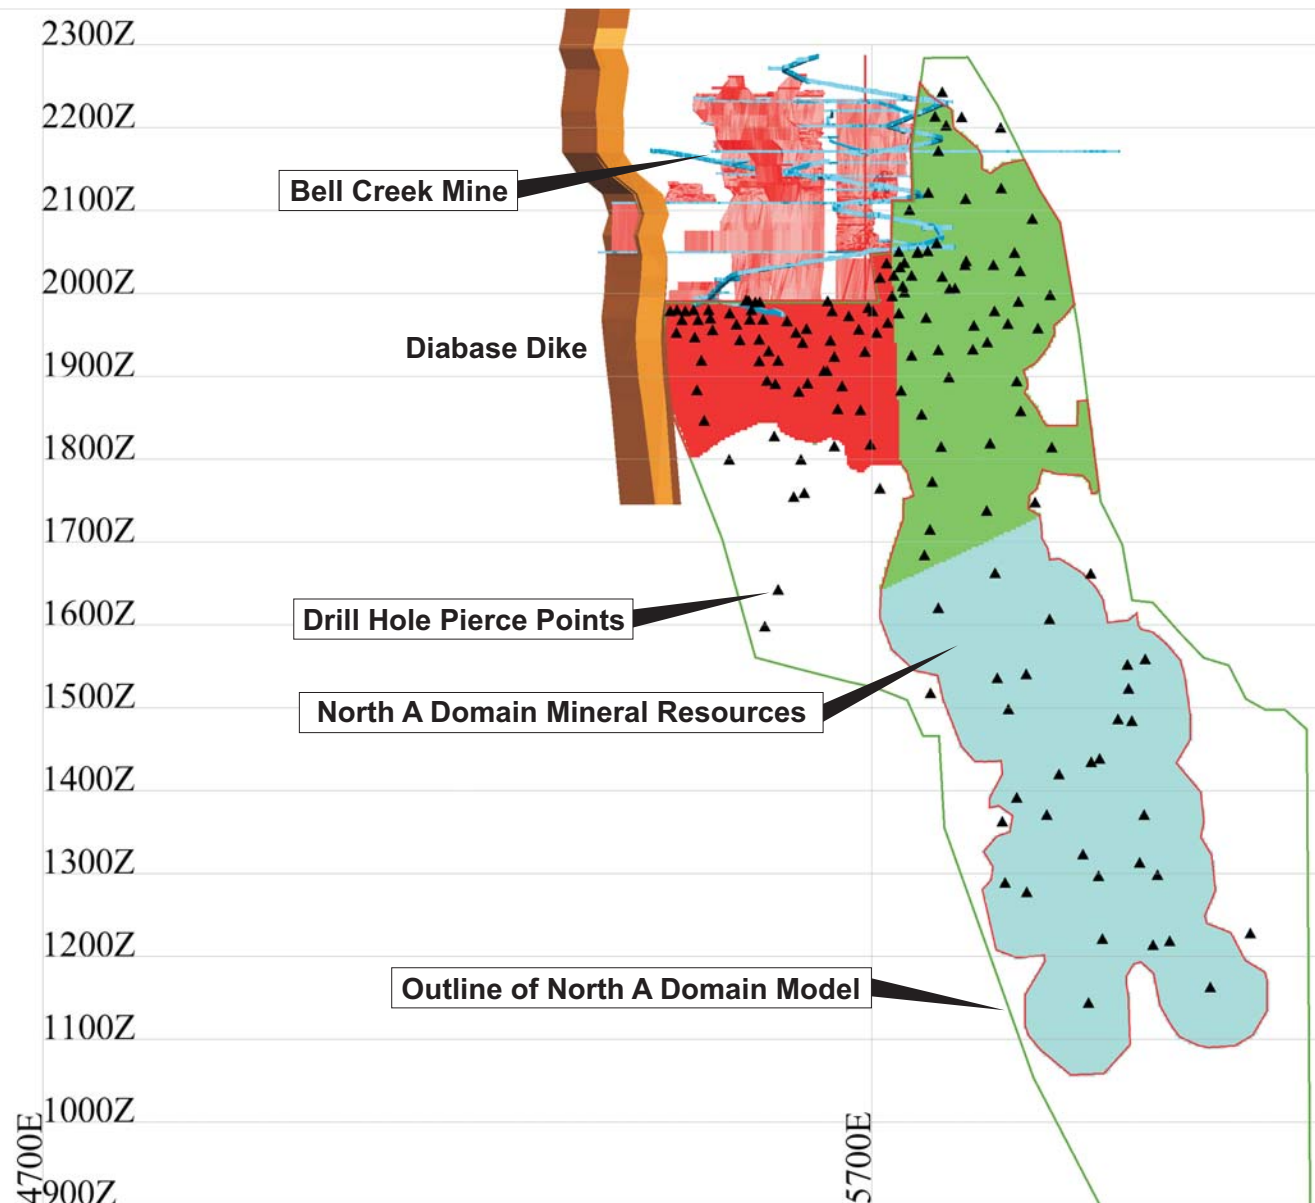 2300Z
2200Z
Bell Creek Mine
2100Z
2000Z
Diabase Dike
1900Z
1800Z
1700Z
Drill Hole Pierce Points
1600Z
North A Domain Mineral Resources
1500Z
1400Z
1300Z
1200Z
Outline of North A Domain Model
1100Z
1000Z
4700E
5700E
900Z